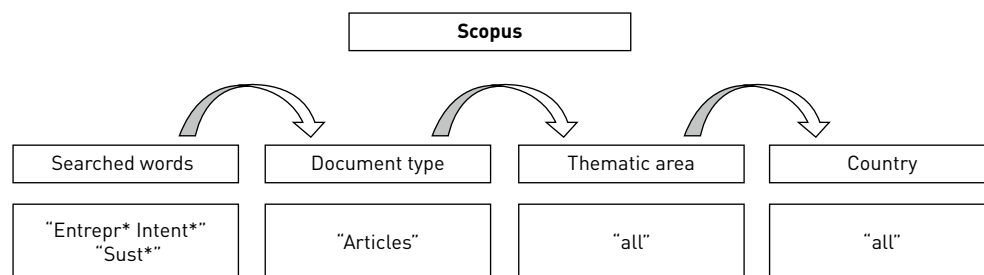 Scopus
Searched words
Document type
Thematic area
Country
“Entrepr* Intent*”
“Sust*”
“Articles”
“all”
“all”